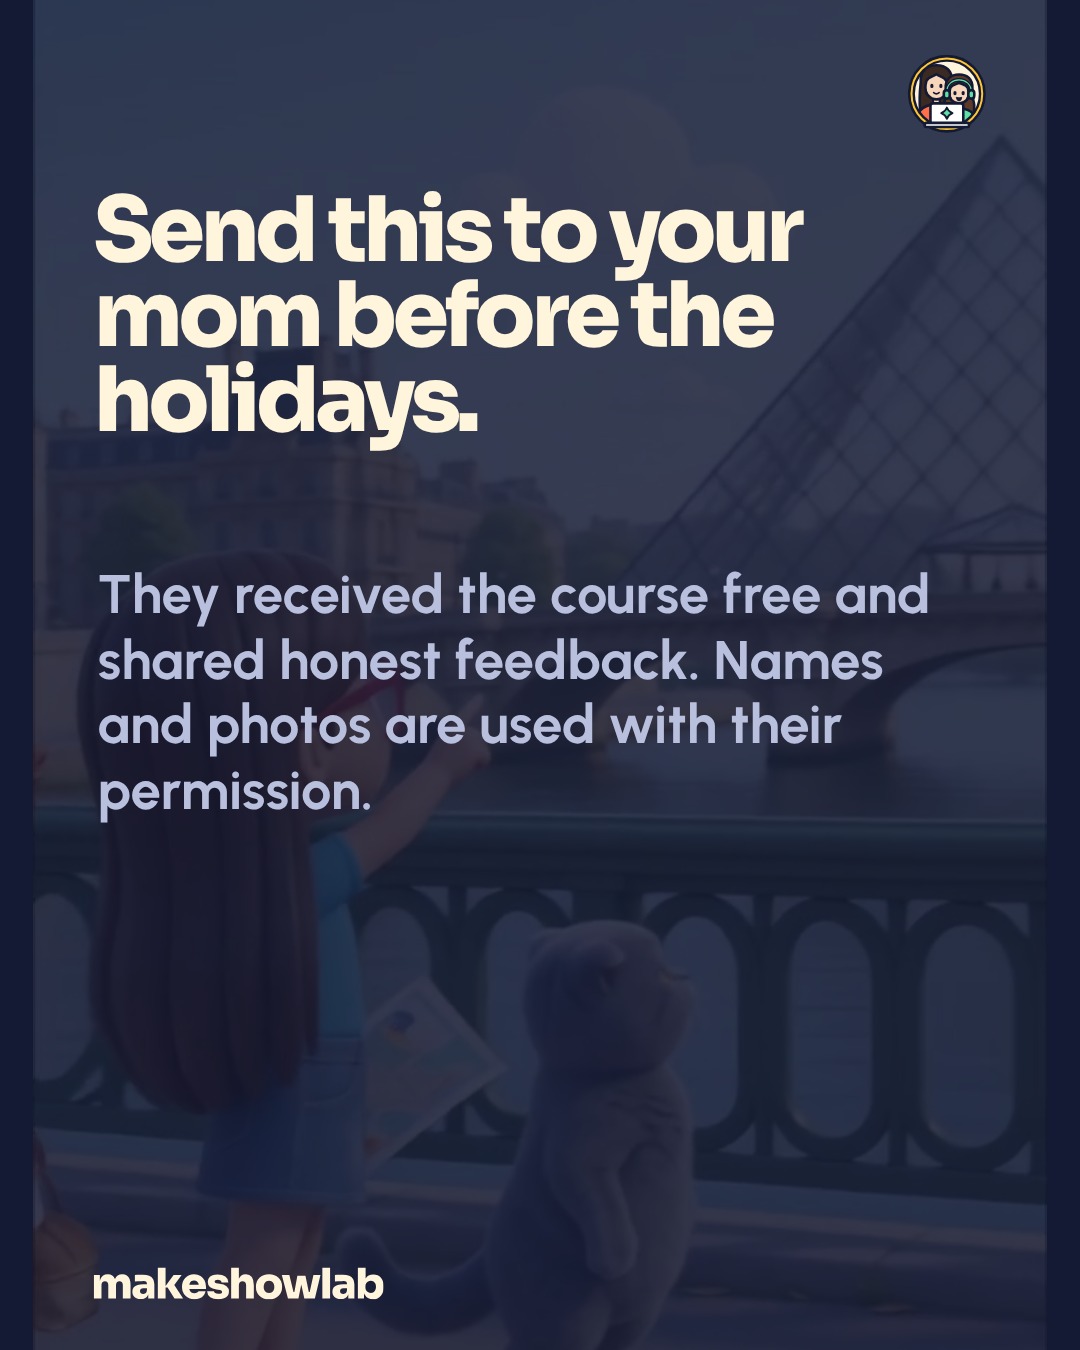 Send this to your
mom before the
holidays.
They received the course free and
shared honest feedback. Names
and photos are used with their
permission.
makeshowlab